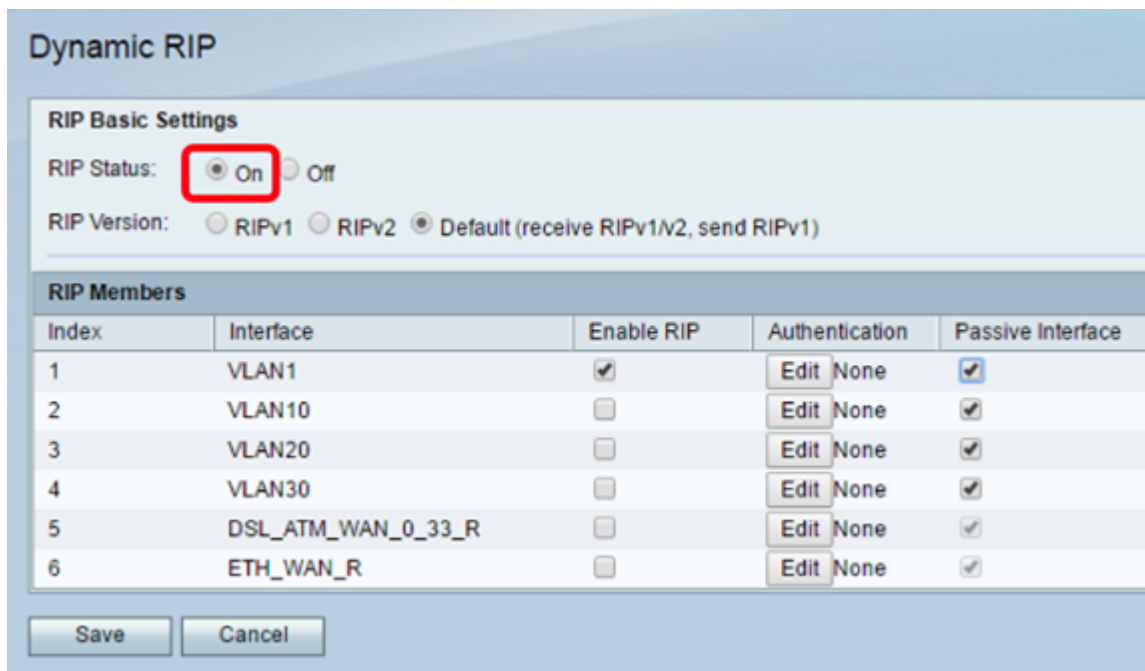 Dynamic RIP
RIP Basic Settings
RIP Status: On Off
RIP Version: RIPv1 RIPv2 Default (receive RIPv1/v2, send RIPv1)
RIP Members
Index Interface Enable RIP Authentication Passive Interface
1 VLAN1 Edit None
2 VLAN10 Edit None
3 VLAN20 Edit None
4 VLAN30 Edit None
5 DSL_ATM_WAN_0_33_R Edit None
6 ETH_WAN_R Edit None
Save Cancel